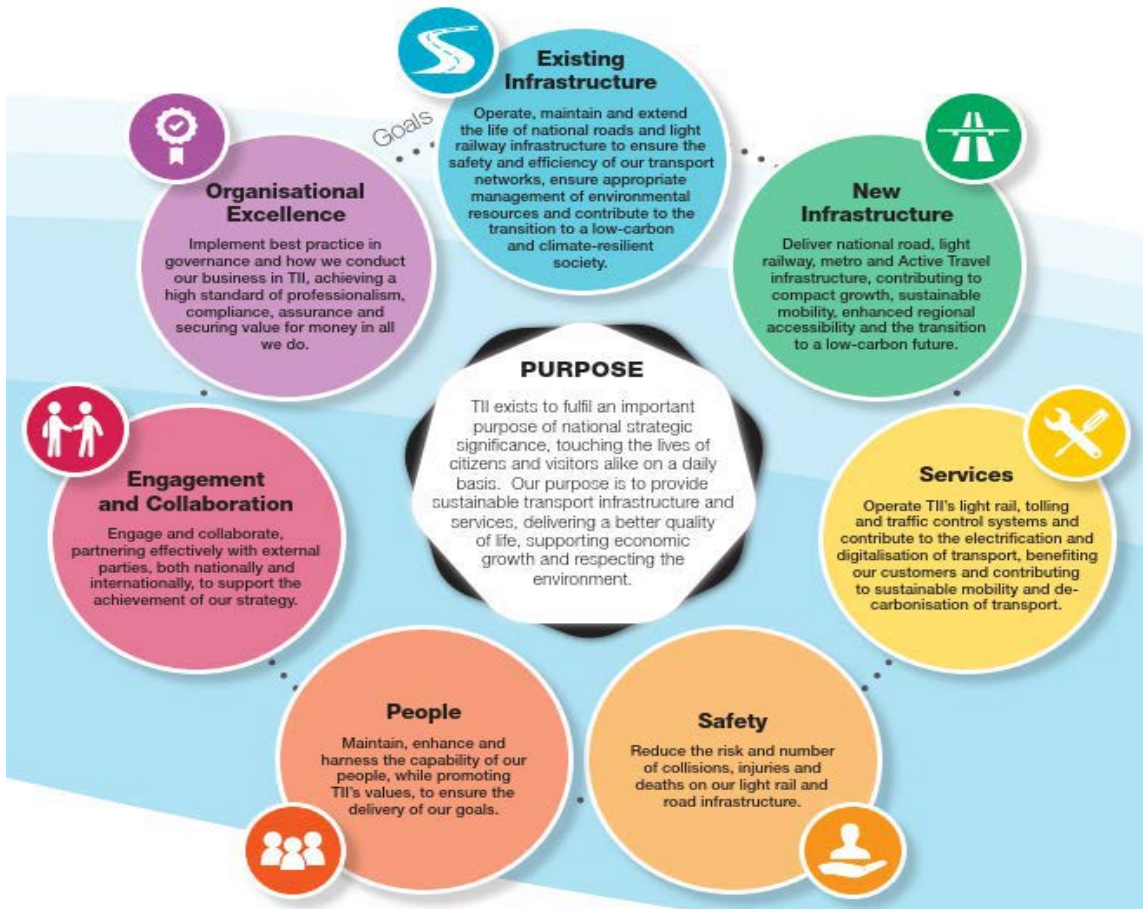 Goals
Existing
Infrastructure
Operate, maintain and extend
the life of national roads and light
railway infrastructure to ensure the
safety and efficiency of our transport
networks, ensure appropriate
management of environmental
resources and contribute to the
transition to a low-carbon
and climate-resilient
society.
New
Infrastructure
Deliver national road, light
railway, metro and Active Travel
infrastructure, contributing to
compact growth, sustainable
mobility, enhanced regional
accessibility and the transition
to a low-carbon future.
Services
Operate TII's light rail, tolling
and traffic control systems and
contribute to the electrification and
digitalisation of transport, benefiting
our customers and contributing
to sustainable mobility and de-
carbonisation of transport.
Safety
Reduce the risk and number
of collisions, injuries and
deaths on our light rail and
road infrastructure.
People
Maintain, enhance and
harness the capability of our
people, while promoting
TII's values, to ensure the
delivery of our goals.
Engagement
and Collaboration
Engage and collaborate,
partnering effectively with external
parties, both nationally and
internationally, to support the
achievement of our strategy.
Organisational
Excellence
Implement best practice in
governance and how we conduct
our business in TII, achieving a
high standard of professionalism,
compliance, assurance and
securing value for money in all
we do.
PURPOSE
TII exists to fulfil an important
purpose of national strategic
significance, touching the lives of
citizens and visitors alike on a daily
basis. Our purpose is to provide
sustainable transport infrastructure and
services, delivering a better quality
of life, supporting economic
growth and respecting the
environment.